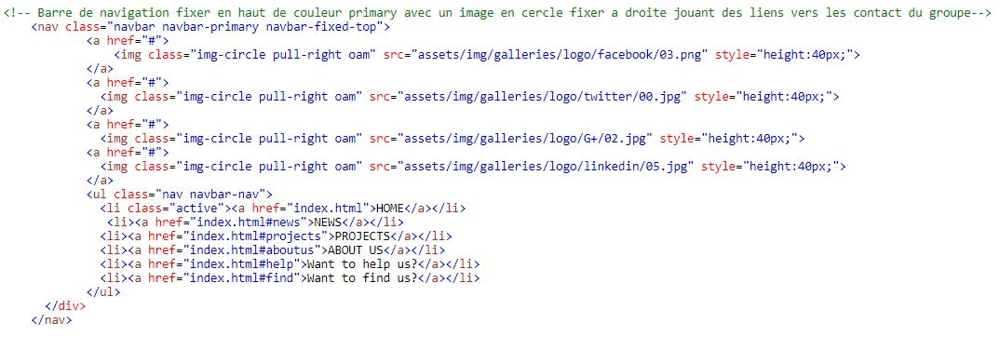 <!-- Barre de navigation fixer en haut de couleur primary avec un image en cercle fixer a droite jouant des liens vers les contact du groupe-->
<nav class="navbar navbar-primary navbar-fixed-top">
<a href="#">
<img class="img-circle pull-right oam" src="assets/img/galleries/logo/facebook/03.png" style="height:40px;">
</a>
<a href="#">
<img class="img-circle pull-right oam" src="assets/img/galleries/logo/twitter/00.jpg" style="height:40px;">
</a>
<a href="#">
<img class="img-circle pull-right oam" src="assets/img/galleries/logo/G+/02.jpg" style="height:40px;">
<a href="#">
<img class="img-circle pull-right oam" src="assets/img/galleries/logo/linkedin/05.jpg" style="height:40px;">
</a>
<ul class="nav navbar-nav">
<li class="active"><a href="index.html">HOME</a></li>
<li><a href="index.html#news">NEWS</a></li>
<li><a href="index.html#projects">PROJECTS</a></li>
<li><a href="index.html#aboutus">ABOUT US</a></li>
<li><a href="index.html#help">Want to help us?</a></li>
<li><a href="index.html#find">Want to find us?</a></li>
</ul>
</div>
</nav>